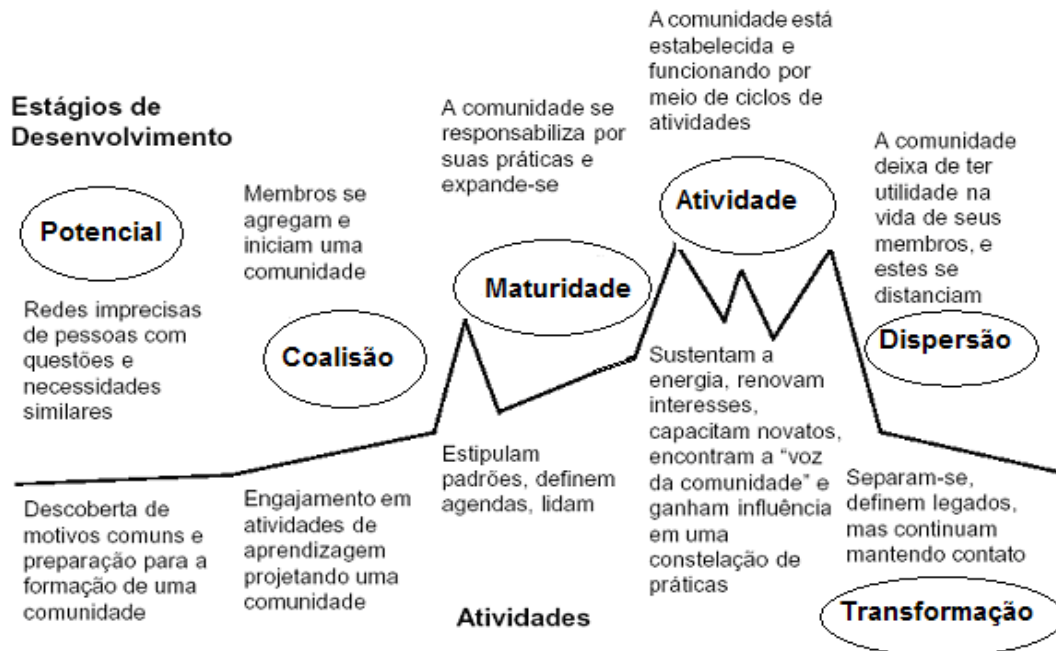 Estágios de
Desenvolvimento
Potencial
Redes imprecisas
de pessoas com
questões e
necessidades
similares
Descoberta de
motivos comuns e
preparação para a
formação de uma
comunidade
Membros se
agregam e
iniciam uma
comunidade
Coalisão
Engajamento em
atividades de
aprendizagem
projetando uma
comunidade
A comunidade se
responsabiliza por
suas práticas e
expande-se
Maturidade
Estipulam
padrões, definem
agendas, lidam
Atividades
A comunidade está
estabelecida e
funcionando por
meio de ciclos de
atividades
Atividade
Sustentam a
energia, renovam
interesses,
capacitam novatos,
encontram a “voz
da comunidade” e
ganham influência
em uma
constelação de
práticas
A comunidade
deixa de ter
utilidade na
vida de seus
membros, e
estes se
distanciam
Dispersão
Separam-se,
definem legados,
mas continuam
mantendo contato
Transformação